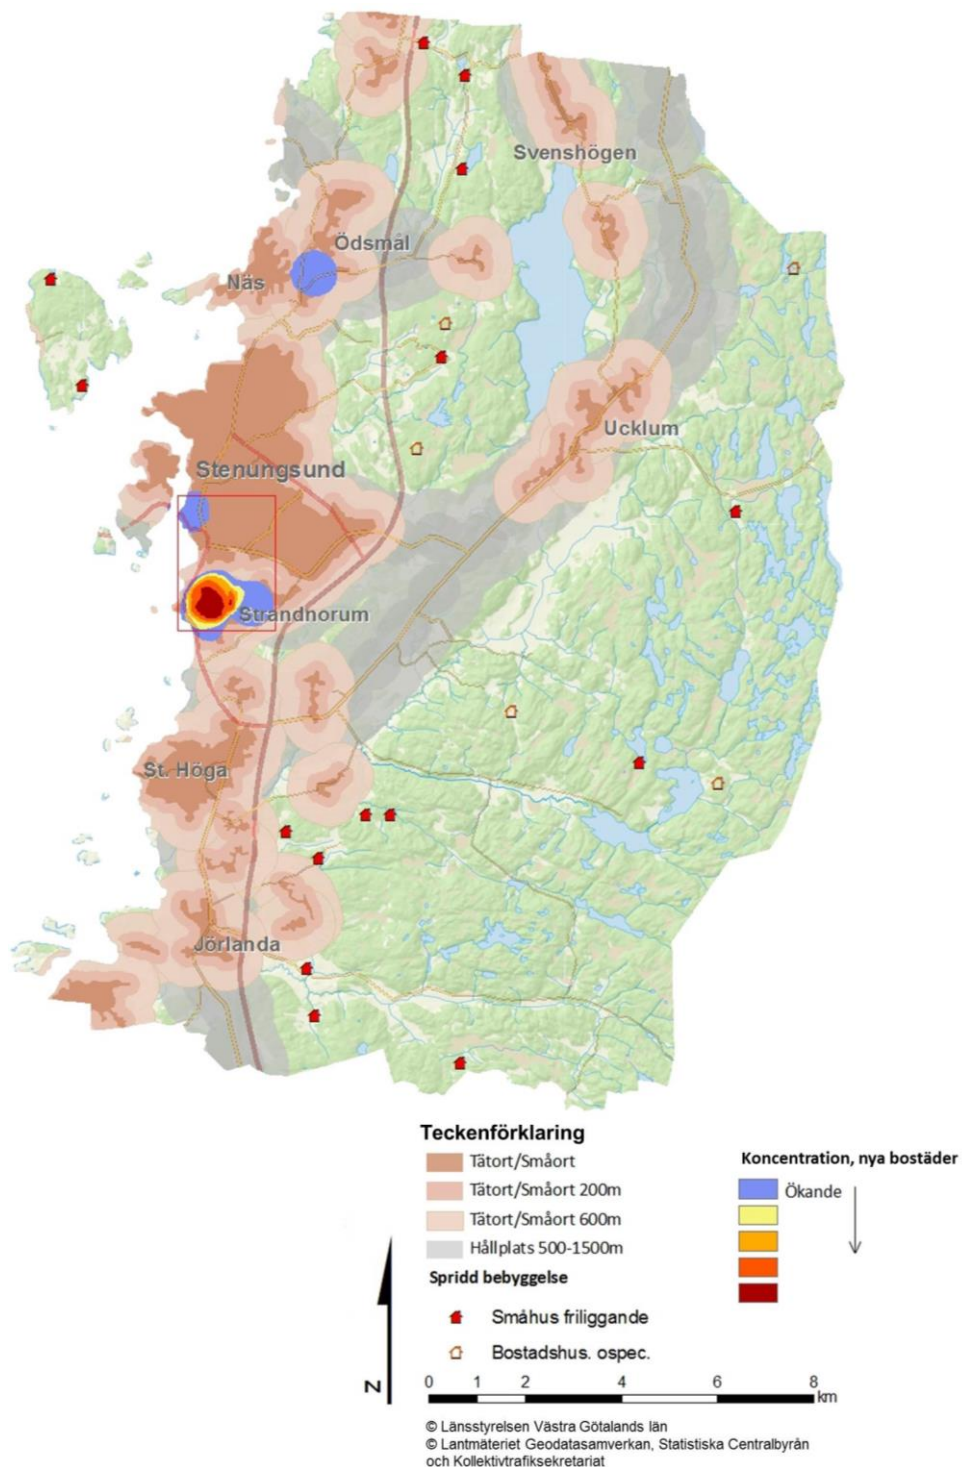 Svenshögen
Ödsmål
Näs
Ucklum
Stenungsund
Strandnorum
St. Höga
Jörlanda
Teckenförklaring
Tätort/Småort
Tätort/Småort 200m
Tätort/Småort 600m
Hållplats 500-1500m
Spridd bebyggelse
Småhus friliggande
Bostadshus. ospec.
Koncentration, nya bostäder
Ökande
N
0 1 2 4 6 8
km
© Länsstyrelsen Västra Götalands län
© Lantmäteriet Geodatasamverkan, Statistiska Centralbyrån
och Kollektivtrafiksekretariat